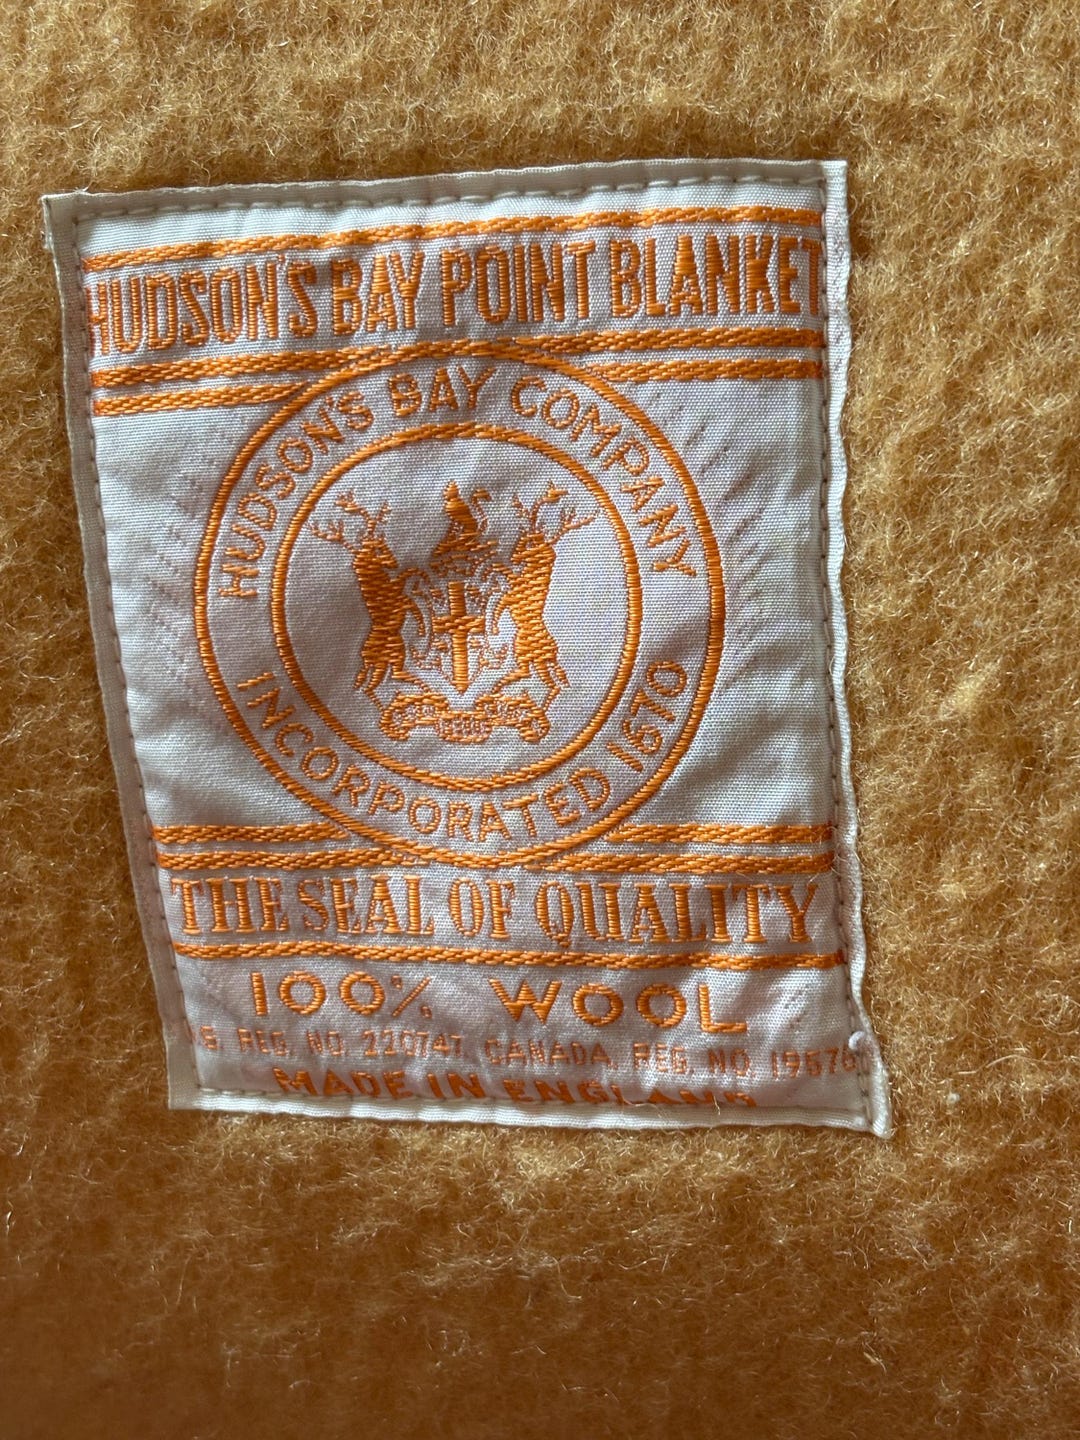 HUDSON'S BAY POINT BLANKET
HUDSON'S BAY COMPANY
INCORPORATED 1670
THE SEAL OF QUALITY
100% WOOL
REG. NO. 220747. CANADA. REG. NO.
MADE IN ENGLAND